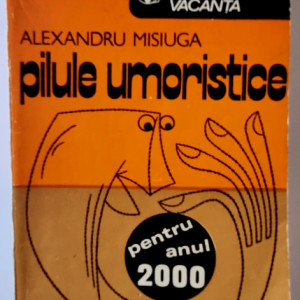 VACANȚA
ALEXANDRU MISIUGA
pilule umoristice
pentru
anul
2000